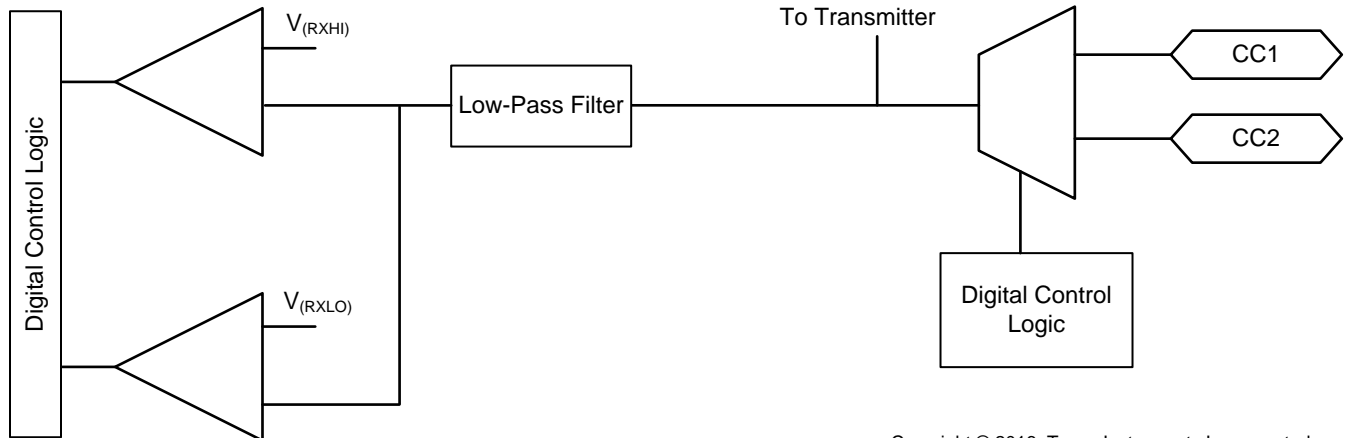 To Transmitter
V(RXHI)
CC1
Low-Pass Filter
CC2
Digital Control Logic
V(RXLO)
Digital Control
Logic